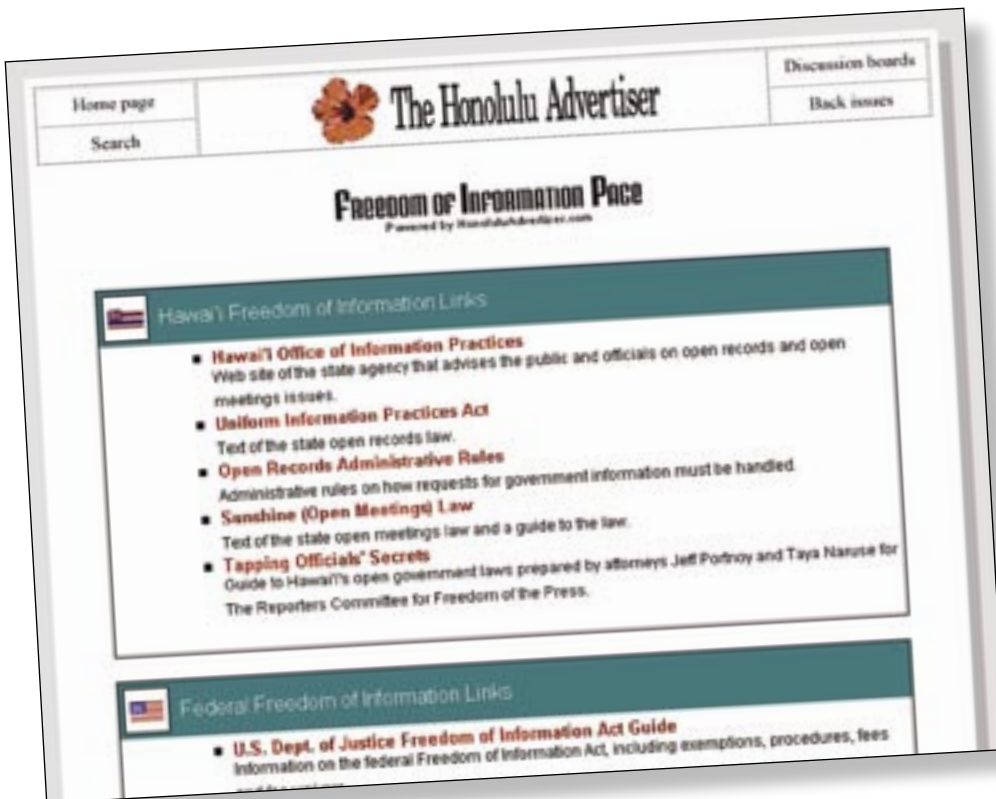 Home page
Search
The Honolulu Advertiser
Discussion boards
Back issues
Freedom of Information Page
Powered by HonoluluAdvertiser.com
Hawai'i Freedom of Information Links
Hawai'i Office of Information Practices
Web site of the state agency that advises the public and officials on open records and open
meetings issues.
Uniform Information Practices Act
Text of the state open records law.
Open Records Administrative Rules
Administrative rules on how requests for government information must be handled.
Sunshine (Open Meetings) Law
Text of the state open meetings law and a guide to the law.
Tapping Officials' Secrets
Guide to Hawai'i's open government laws prepared by attorneys Jeff Portnoy and Taya Naruse for
The Reporters Committee for Freedom of the Press.
Federal Freedom of Information Links
U.S. Dept. of Justice Freedom of Information Act Guide
Information on the federal Freedom of Information Act, including exemptions, procedures, fees